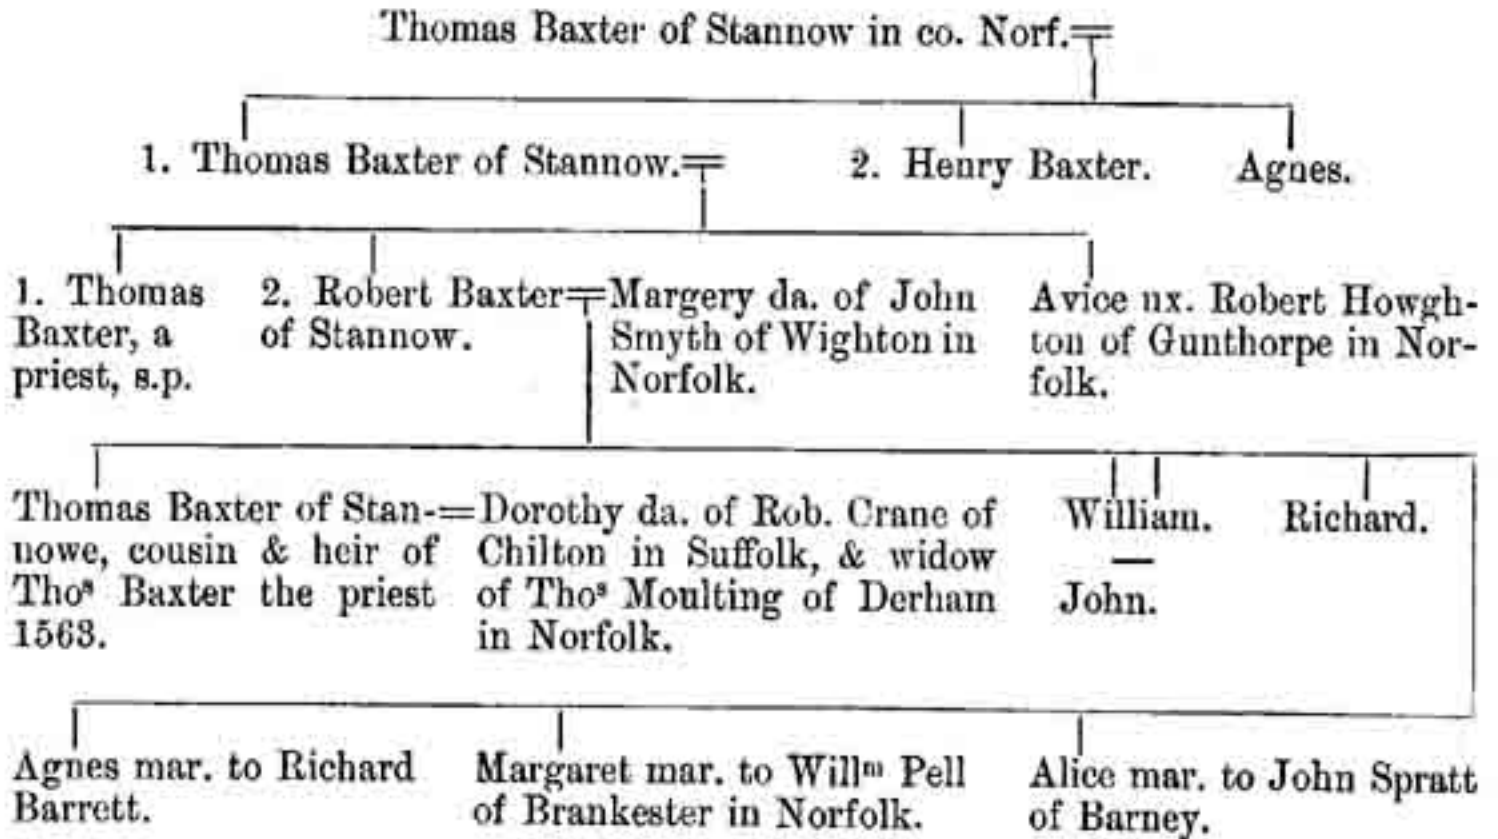 Thomas Baxter of Stannow in co. Norf.
1. Thomas Baxter of Stannow.
2. Henry Baxter.
Agnes.
1. Thomas
Baxter, a
priest, s.p.
2. Robert Baxter
of Stannow.
Margery da. of John
Smyth of Wighton in
Norfolk.
Avice ux. Robert Howgh-
ton of Gunthorpe in Nor-
folk.
Thomas Baxter of Stan-
nowe, cousin & heir of
Thoˢ Baxter the priest
1563.
Dorothy da. of Rob. Crane of
Chilton in Suffolk, & widow
of Thoˢ Moulting of Derham
in Norfolk.
William.
—
John.
Richard.
Agnes mar. to Richard
Barrett.
Margaret mar. to Willᵐ Pell
of Brankester in Norfolk.
Alice mar. to John Spratt
of Barney.